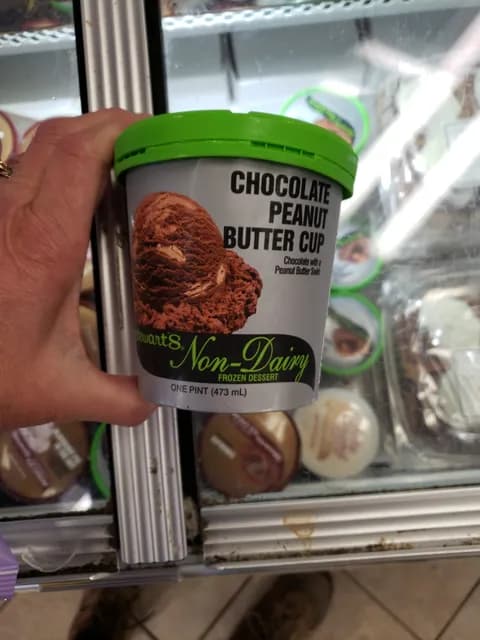 CHOCOLATE
PEANUT
BUTTER CUP
Chocolate with a
Peanut Butter Swirl
Non-Dairy
FROZEN DESSERT
ONE PINT (473 mL)